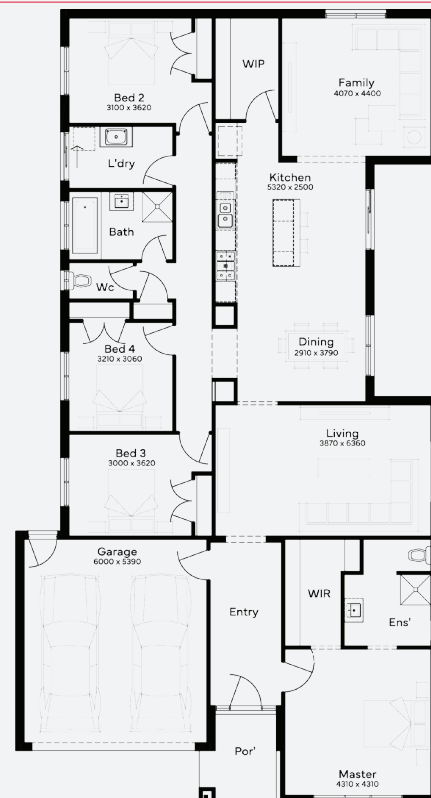 WIP
Family
4070 x 4400
Bed 2
3100 x 3620
L'dry
Kitchen
5320 x 2500
Bath
Wc
Bed 4
3210 x 3060
Dining
2910 x 3790
Living
3870 x 6360
Bed 3
3000 x 3620
Garage
6000 x 5390
Entry
WIR
Ens'
Por'
Master
4310 x 4310